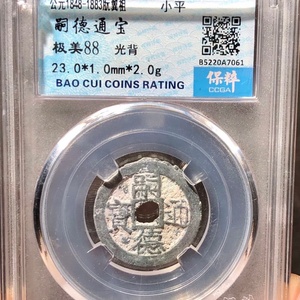 公元1848-1883阮翼祖
小平
嗣德通宝
极美88 光背
23.0*1.0mm*2.0g
BAO CUI COINS RATING
B5220A7061
保粹
CCGA
嗣德通寶